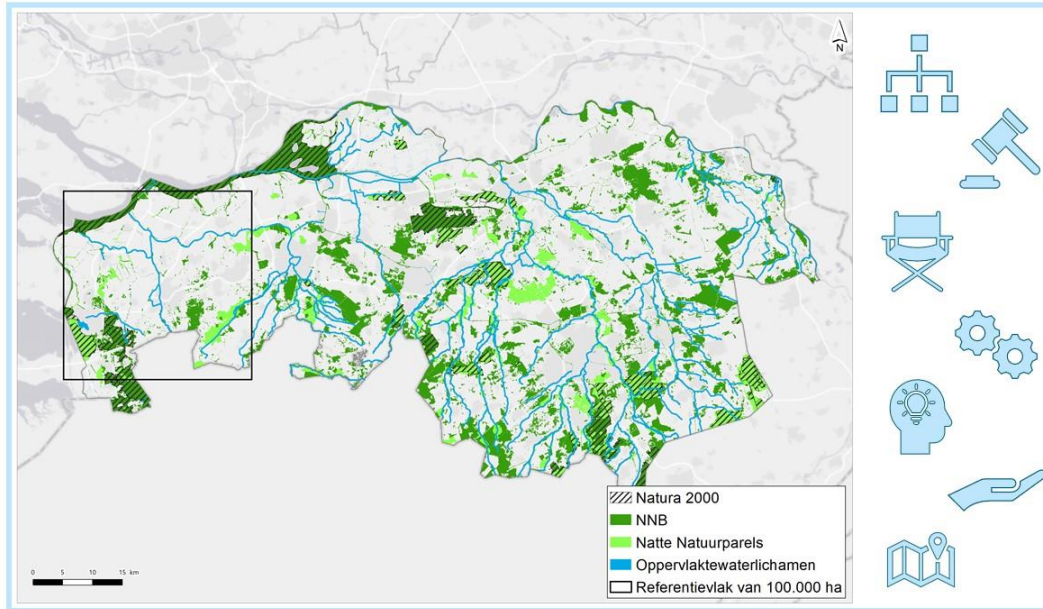 N
Natura 2000
NNB
Natte Natuurparels
Oppervlaktewaterlichamen
Referentievlak van 100.000 ha
0 5 10 15 km